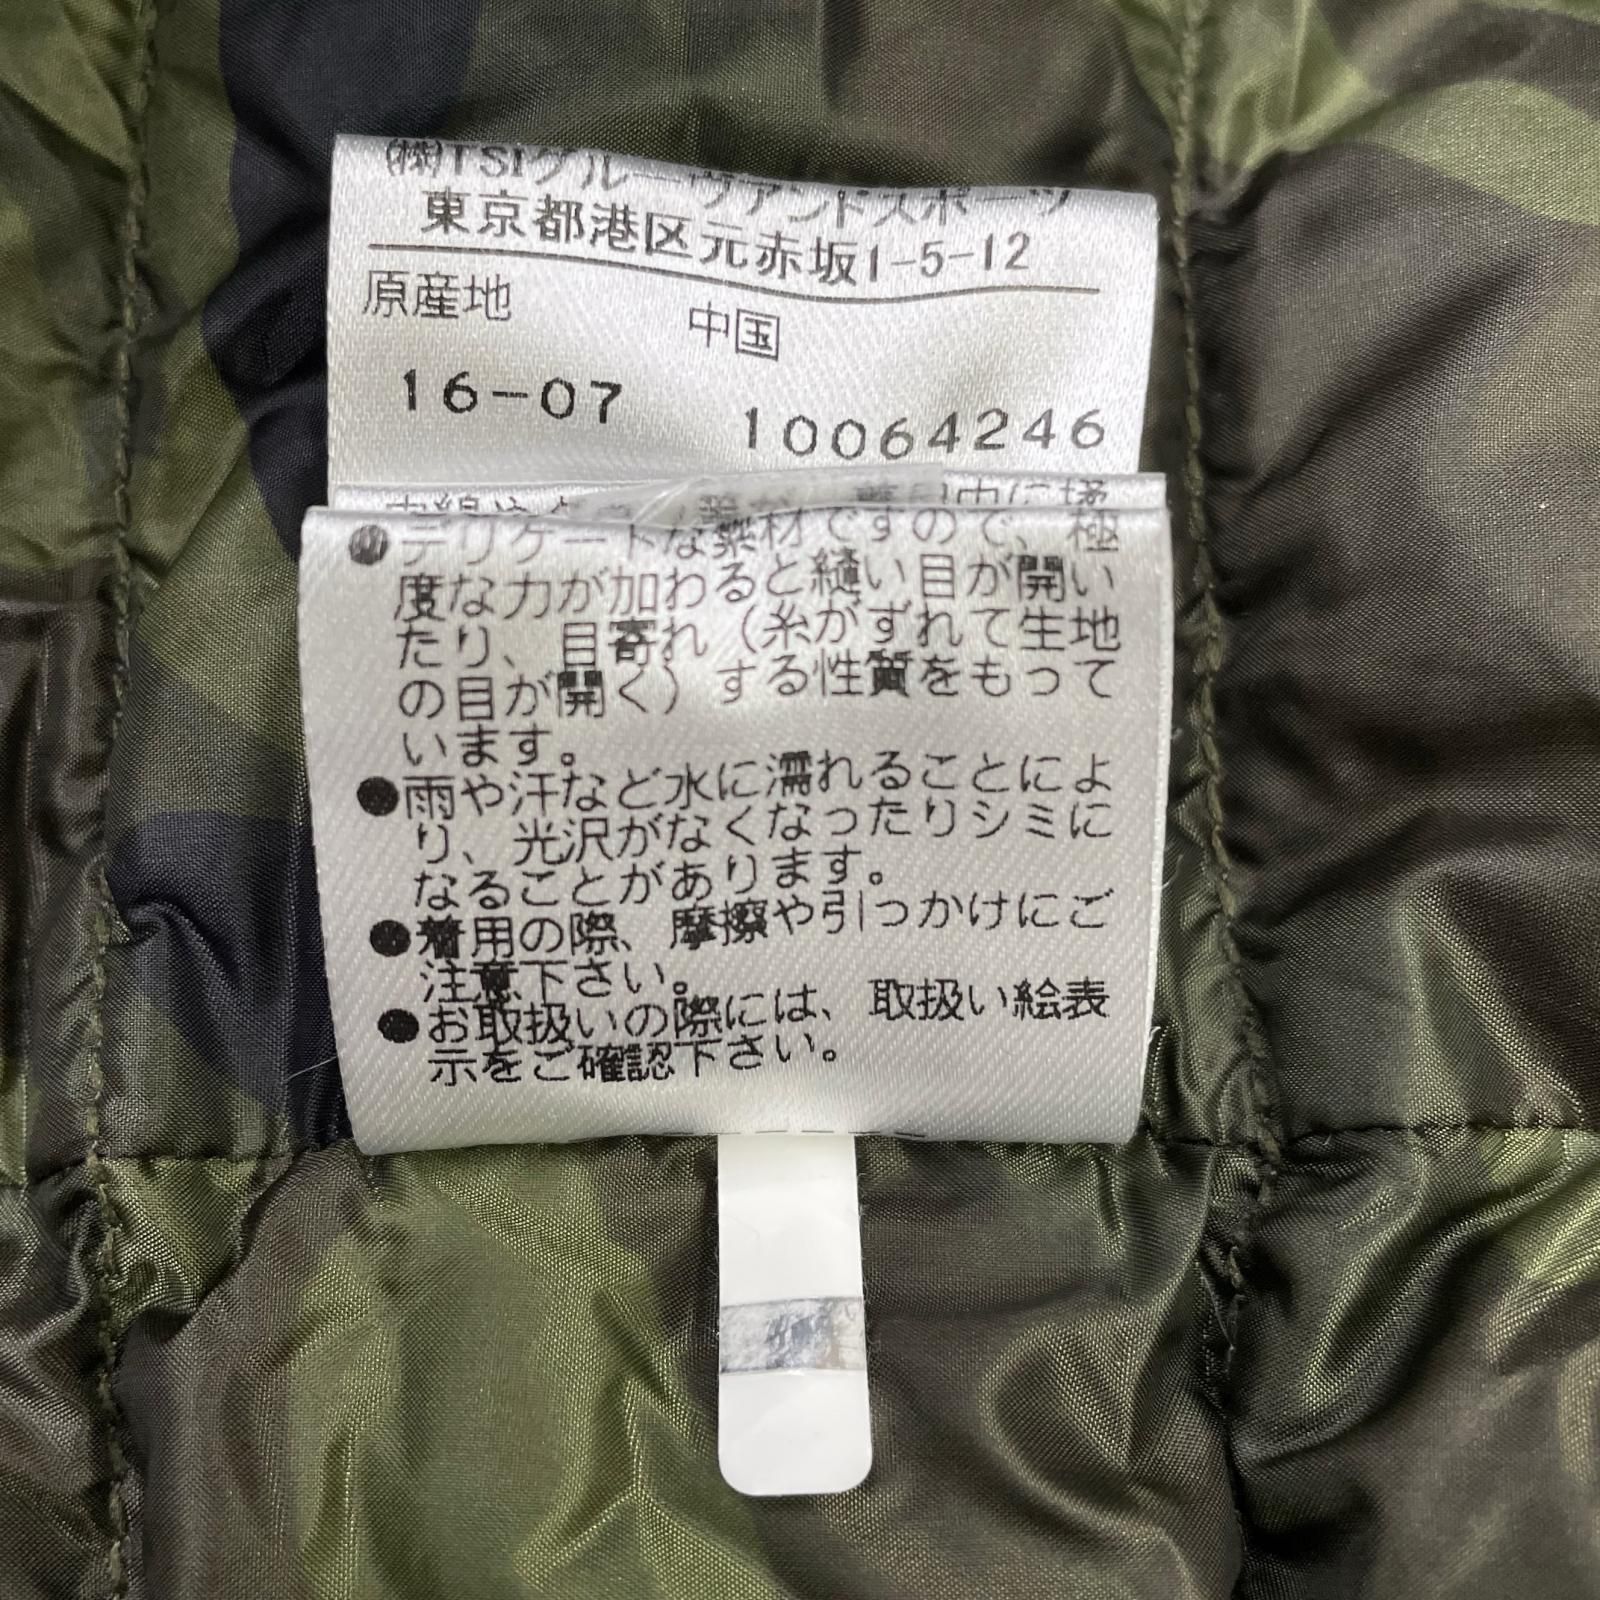 (株)TSIグルーヴアンドスポーツ
東京都港区元赤坂1-5-12
原産地 中国
16-07 10064246
●デリケートな素材ですので、極
度な力が加わると縫い目が開い
たり、目寄れ(糸がずれて生地
の目が開く)する性質をもって
います。
●雨や汗など水に濡れることによ
り、光沢がなくなったりシミに
なることがあります。
●着用の際、摩擦や引っかけにご
注意下さい。
●お取扱いの際には、取扱い絵表
示をご確認下さい。